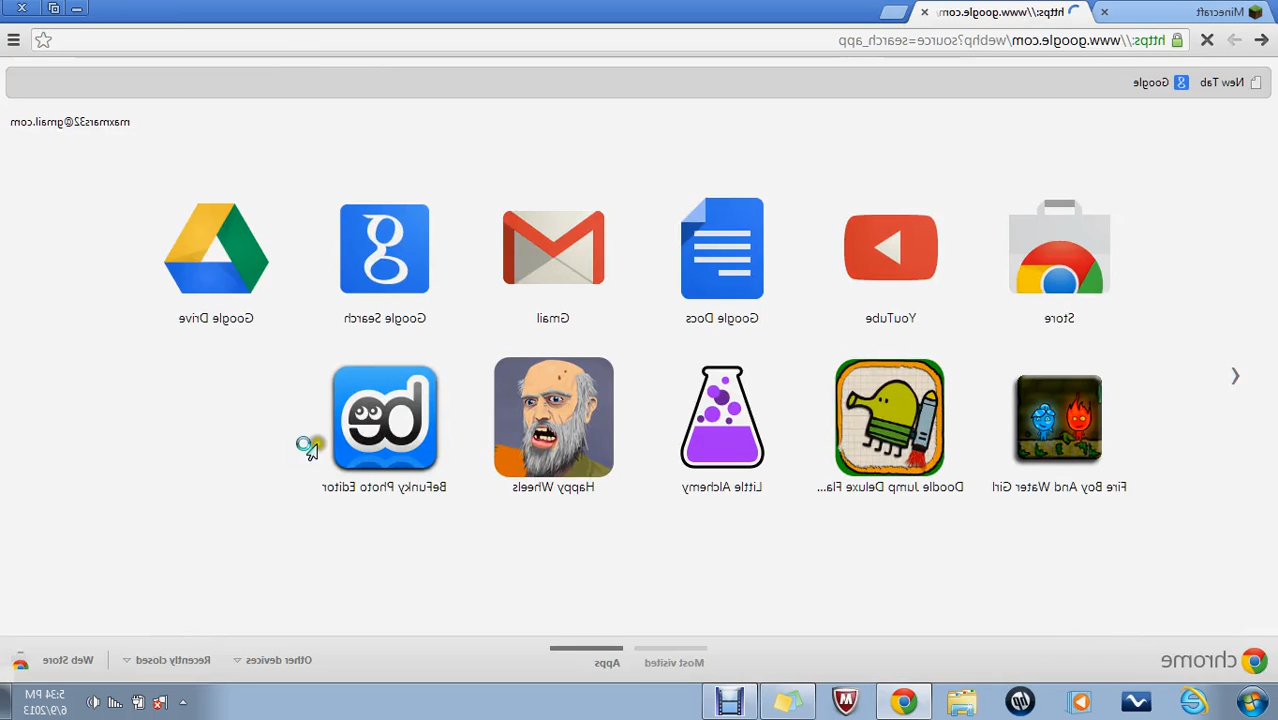 Minecraft
https://www.google.com/
https://www.google.com/webhp?source=search_app
New Tab
Google
maxmars32@gmail.com
Store
YouTube
Google Docs
Gmail
Google Search
Google Drive
Fire Boy And Water Girl
Doodle Jump Deluxe Fla...
Little Alchemy
Happy Wheels
BeFunky Photo Editor
chrome
Most visited
Apps
Other devices
Recently closed
Web Store
5:34 PM
6/9/2013